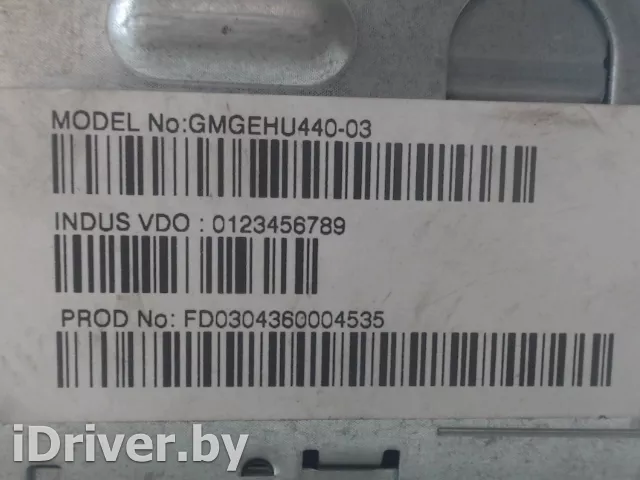 MODEL No:GMGEHU440-03
INDUS VDO : 0123456789
PROD No: FD0304360004535
iDriver.by